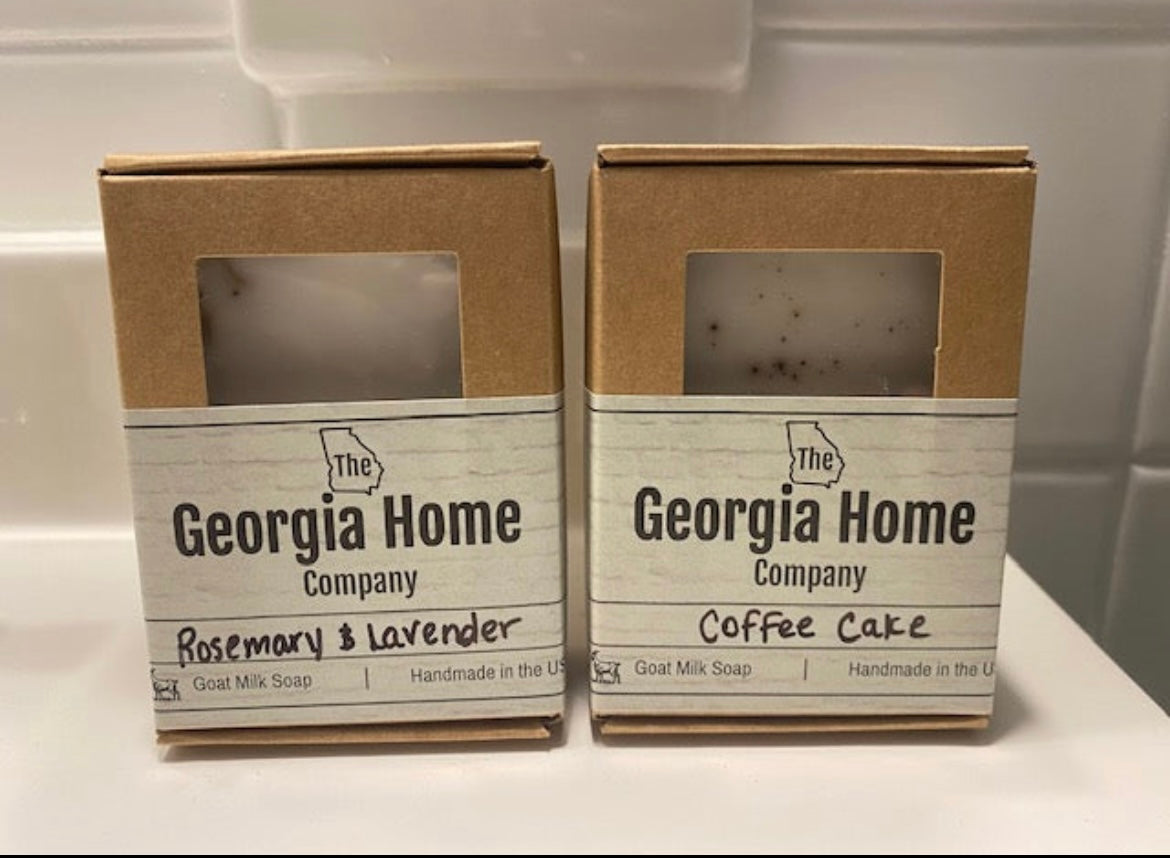 The
Georgia Home
Company
Rosemary & Lavender
Goat Milk Soap | Handmade in the US
The
Georgia Home
Company
Coffee Cake
Goat Milk Soap | Handmade in the U